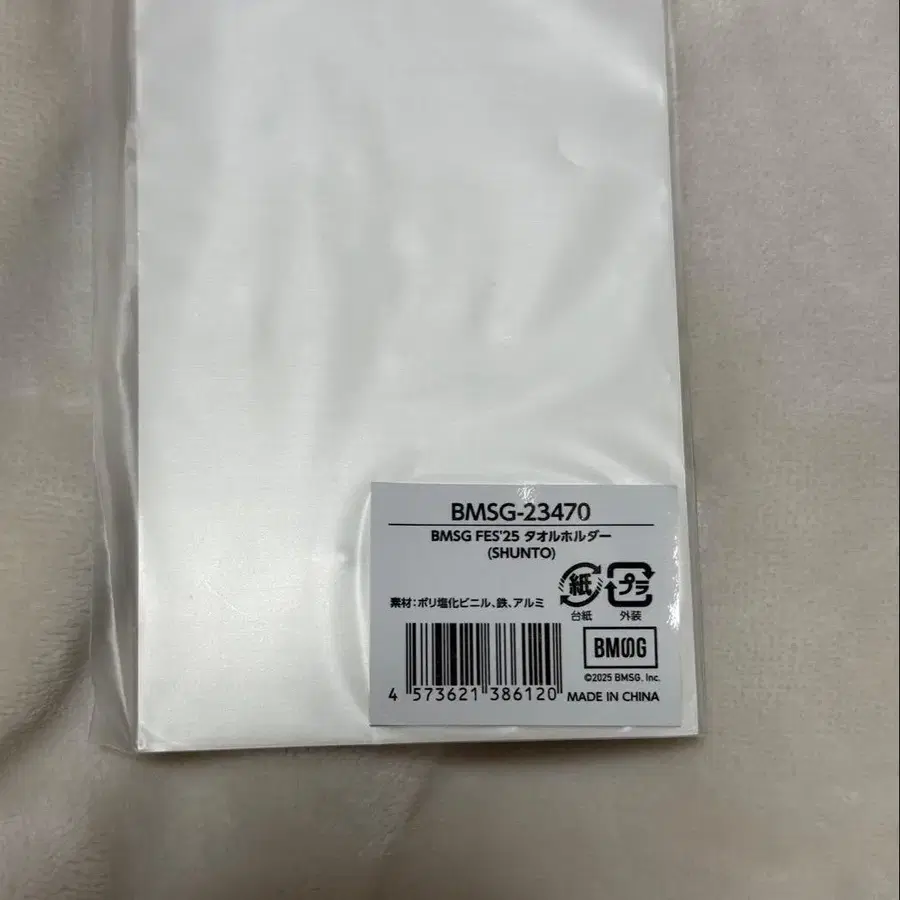 BMSG-23470
BMSG FES'25 タオルホルダー
(SHUNTO)
素材:ポリ塩化ビニル、鉄、アルミ
紙 プラ
台紙 外装
BMSG
©2025 BMSG, Inc.
4 573621 386120
MADE IN CHINA